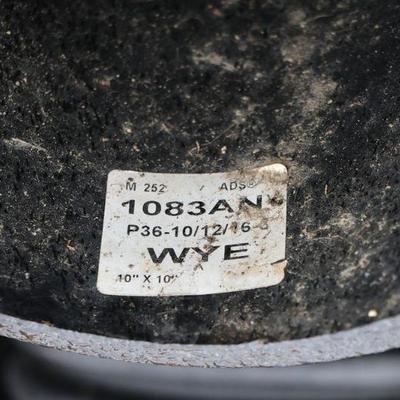 M 252 / ADS®
1083AN
P36-10/12/16
WYE
10" X 10"